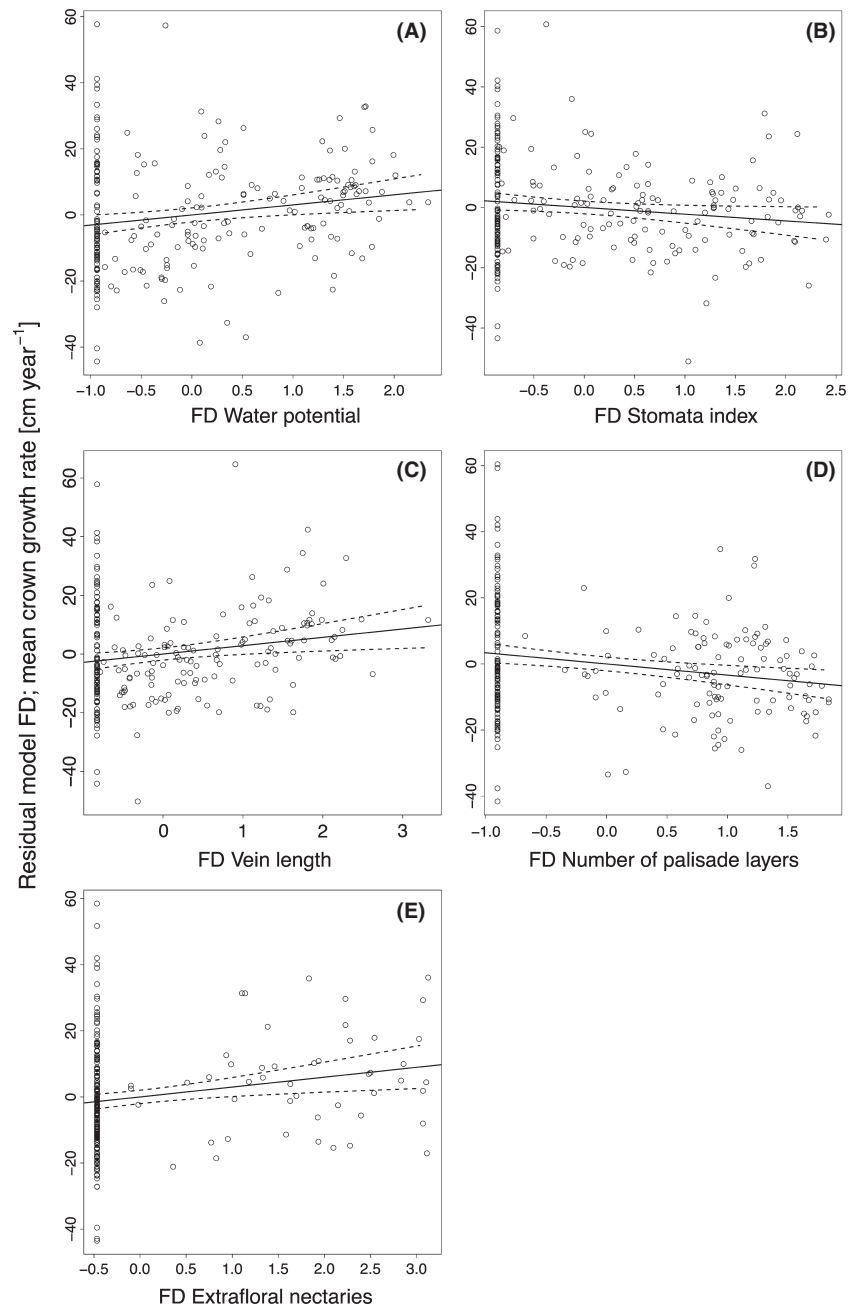 Residual model FD; mean crown growth rate [cm year−1]
(A)
60
40
20
0
−20
−40
−1.0 −0.5 0.0 0.5 1.0 1.5 2.0
FD Water potential
(B)
60
40
20
0
−20
−40
−0.5 0.0 0.5 1.0 1.5 2.0 2.5
FD Stomata index
(C)
60
40
20
0
−20
−40
0 1 2 3
FD Vein length
(D)
60
40
20
0
−20
−40
−1.0 −0.5 0.0 0.5 1.0 1.5
FD Number of palisade layers
(E)
60
40
20
0
−20
−40
−0.5 0.0 0.5 1.0 1.5 2.0 2.5 3.0
FD Extrafloral nectaries